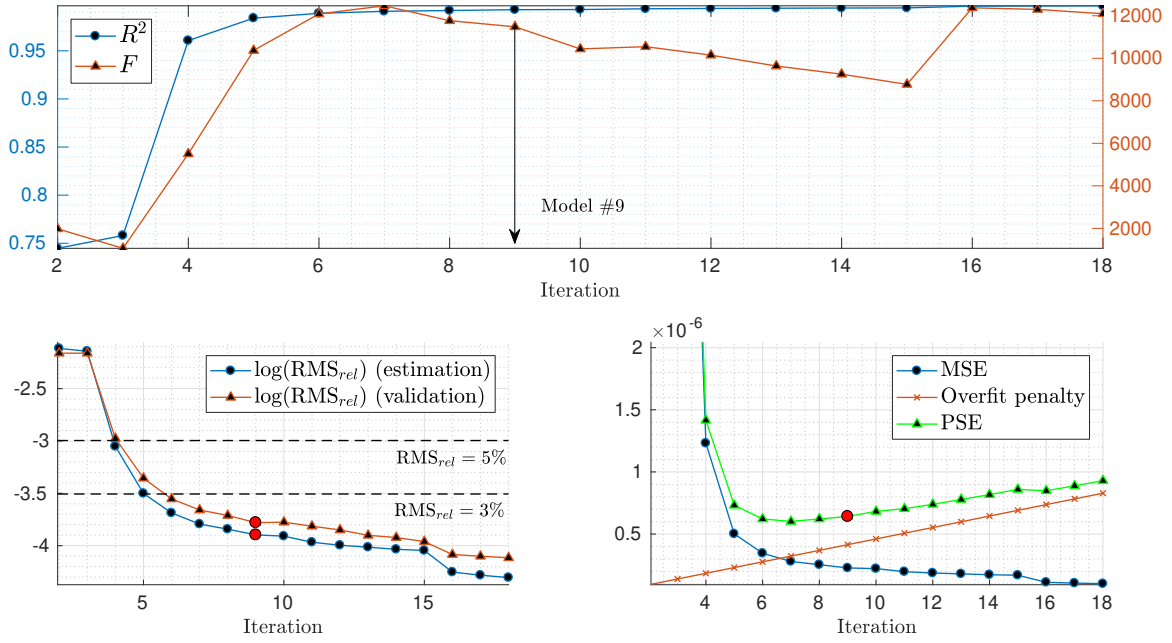 R²
F
0.95
0.9
0.85
0.8
0.75
12000
10000
8000
6000
4000
2000
Model #9
2 4 6 8 10 12 14 16 18
Iteration
log(RMS_rel) (estimation)
log(RMS_rel) (validation)
-2.5
-3
-3.5
-4
RMS_rel = 5%
RMS_rel = 3%
5 10 15
Iteration
×10⁻⁶
MSE
Overfit penalty
PSE
2
1.5
1
0.5
4 6 8 10 12 14 16 18
Iteration